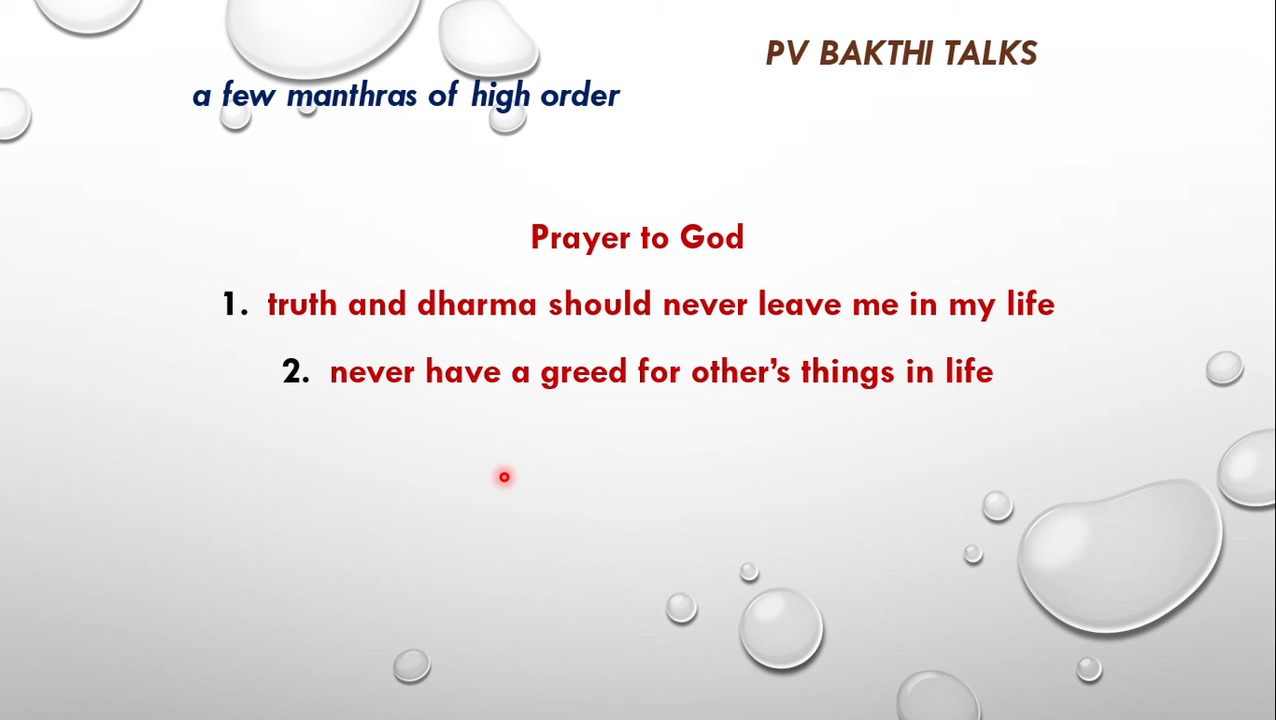 PV BAKTHI TALKS
a few manthras of high order
Prayer to God
1. truth and dharma should never leave me in my life
2. never have a greed for other’s things in life